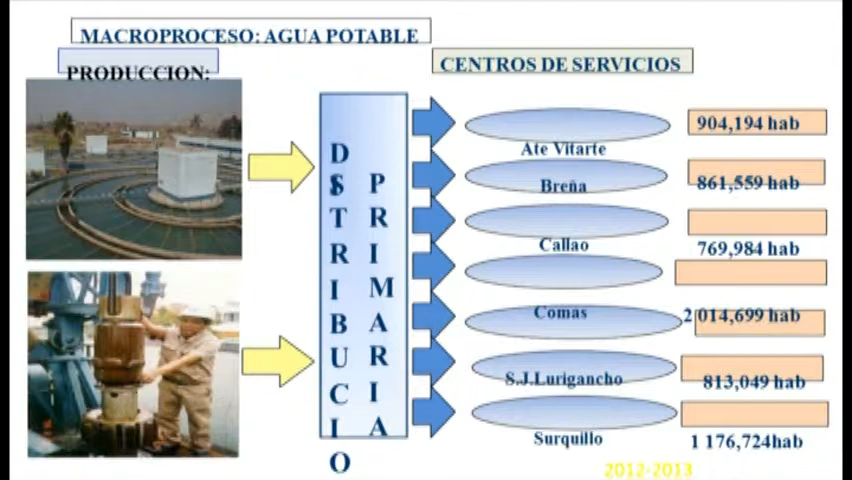 MACROPROCESO: AGUA POTABLE
PRODUCCION:
CENTROS DE SERVICIOS
DISTRIBUCIO
PRIMARIA
Ate Vitarte
904,194 hab
Breña
861,559 hab
Callao
769,984 hab
Comas
2 014,699 hab
S.J.Lurigancho
813,049 hab
Surquillo
1 176,724hab
2012-2013